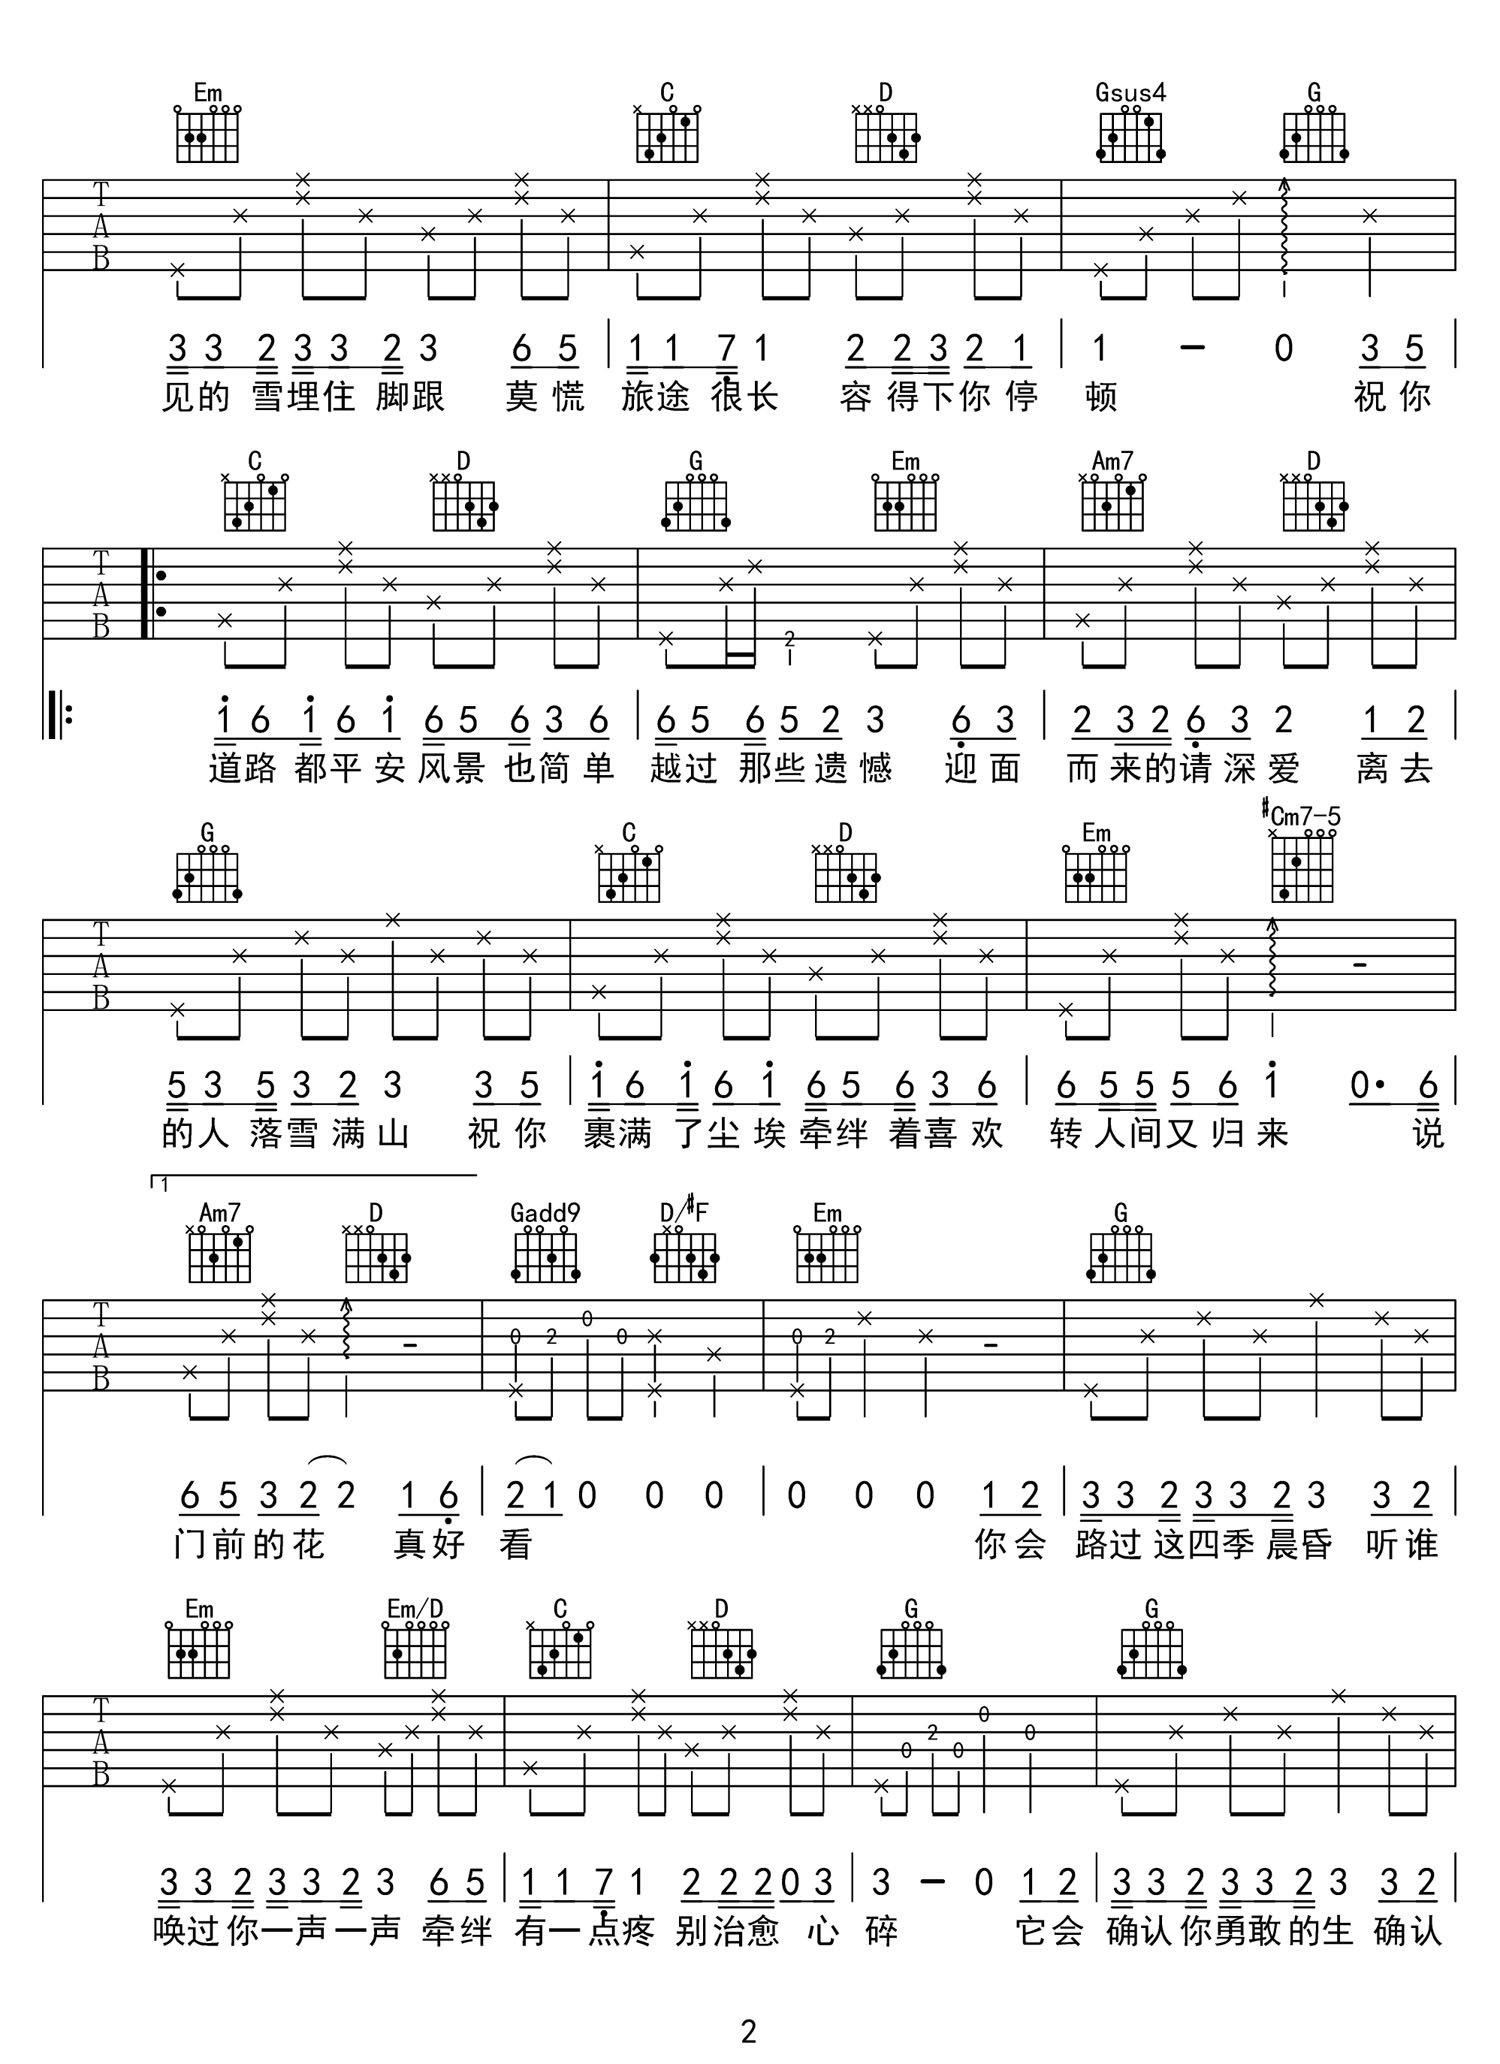 Em C D Gsus4 G
T A B
3 3 2 3 3 2 3 6 5 1 1 7 1 2 2 3 2 1 1 - 0 3 5
见的 雪埋住 脚跟 莫慌 旅途 很长 容 得下你停 顿 祝你
C D G Em Am7 D
T A B 2
1 6 1 6 1 6 5 6 3 6 6 5 6 5 2 3 6 3 2 3 2 6 3 2 1 2
道路 都平安风景 也简单 越过 那些遗憾 迎面 而来的请深爱 离去
G C D Em #Cm7-5
T A B -
5 3 5 3 2 3 3 5 1 6 1 6 1 6 5 6 3 6 6 5 5 5 6 1 0· 6
的人 落雪满山 祝你 裹满 了尘埃牵绊 着喜欢 转人间又归来 说
1
Am7 D Gadd9 D/#F Em G
T A B - 0 2 0 0 0 2 -
6 5 3 2 2 1 6 2 1 0 0 0 0 0 0 1 2 3 3 2 3 3 2 3 3 2
门前的花 真好 看 你会 路过 这四季晨昏 听谁
Em Em/D C D G G
T A B 0 2 0 0 0
3 3 2 3 3 2 3 6 5 1 1 7 1 2 2 2 0 3 3 - 0 1 2 3 3 2 3 3 2 3 3 2
唤过你一声一声 牵绊 有一点疼 别治愈 心 碎 它会 确认你勇敢的生 确认
2